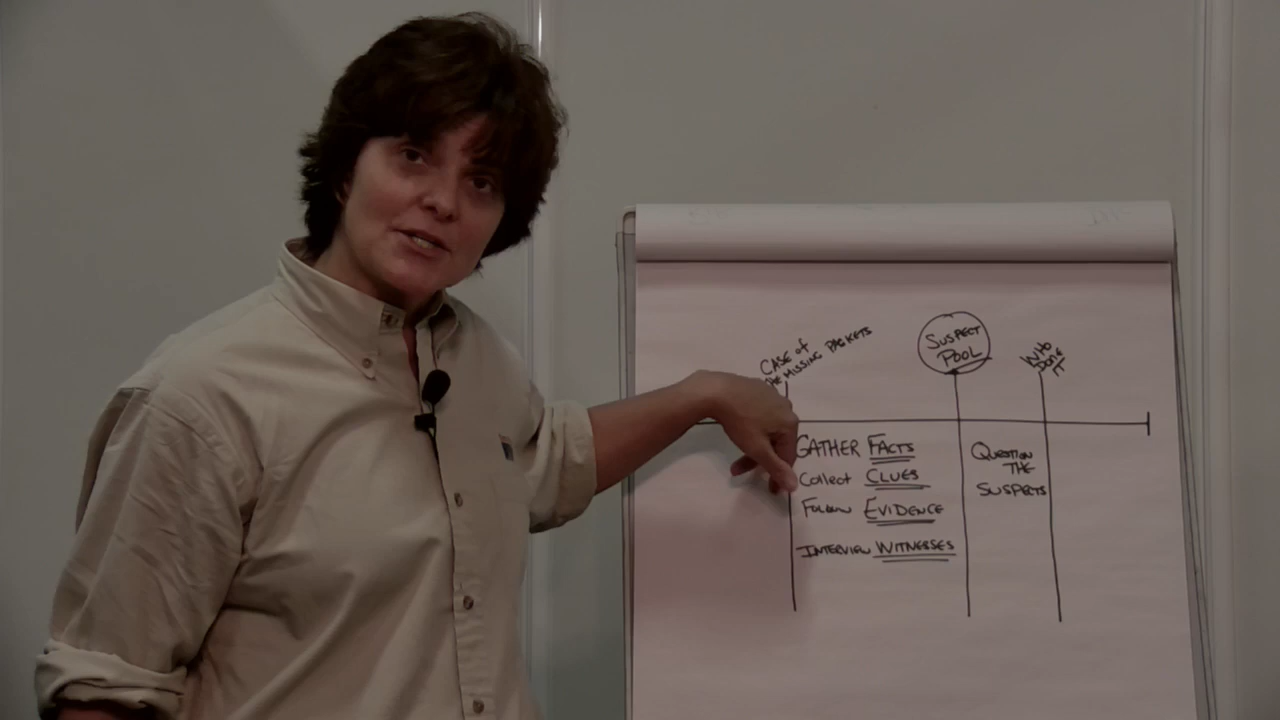 CASE of
THE MISSING PACKETS
SUSPECT
POOL
WHO
DONE
IT
GATHER FACTS
Collect CLUES
Follow EVIDENCE
INTERVIEW WITNESSES
QUESTION
THE
SUSPECTS